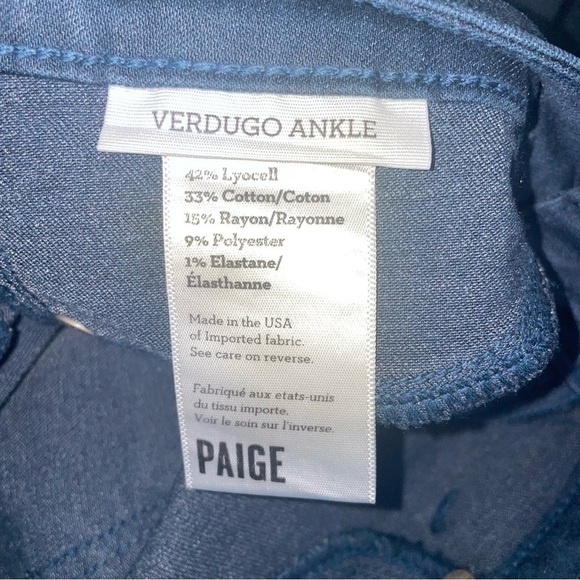 VERDUGO ANKLE
42% Lyocell
33% Cotton/Coton
15% Rayon/Rayonne
9% Polyester
1% Elastane/
Élasthanne
Made in the USA
of Imported fabric.
See care on reverse.
Fabriqué aux etats-unis
du tissu importe.
Voir le soin sur l'inverse.
PAIGE